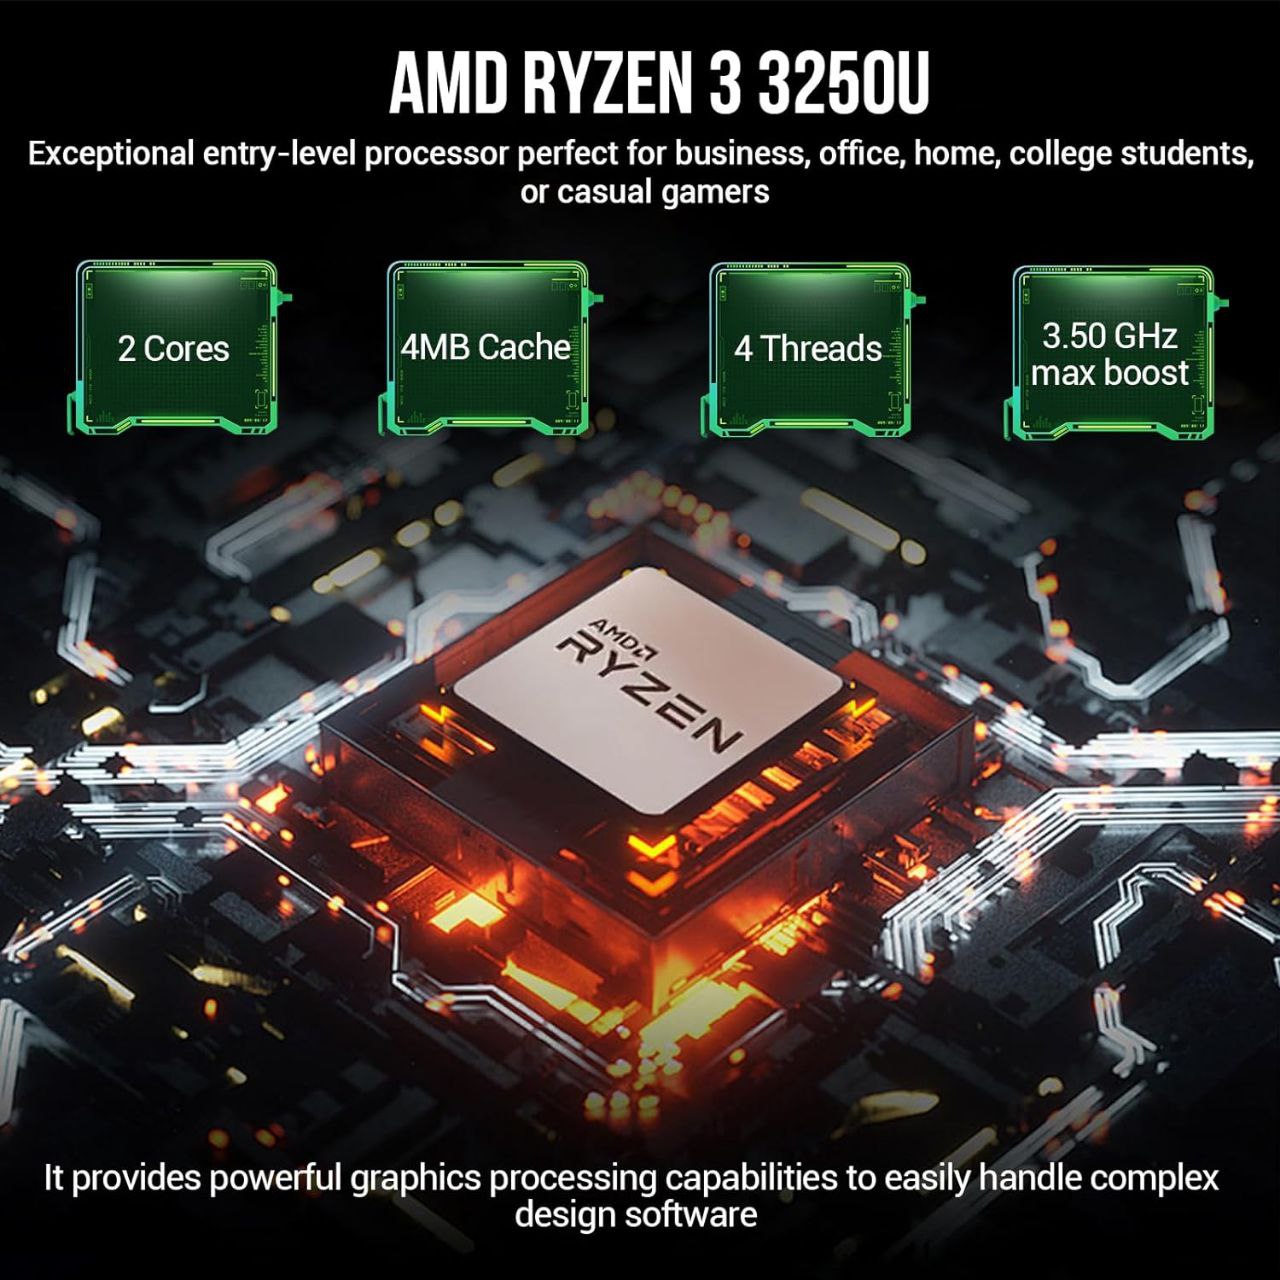 AMD RYZEN 3 3250U
Exceptional entry-level processor perfect for business, office, home, college students,
or casual gamers
2 Cores
4MB Cache
4 Threads
3.50 GHz
max boost
AMD
RYZEN
It provides powerful graphics processing capabilities to easily handle complex
design software